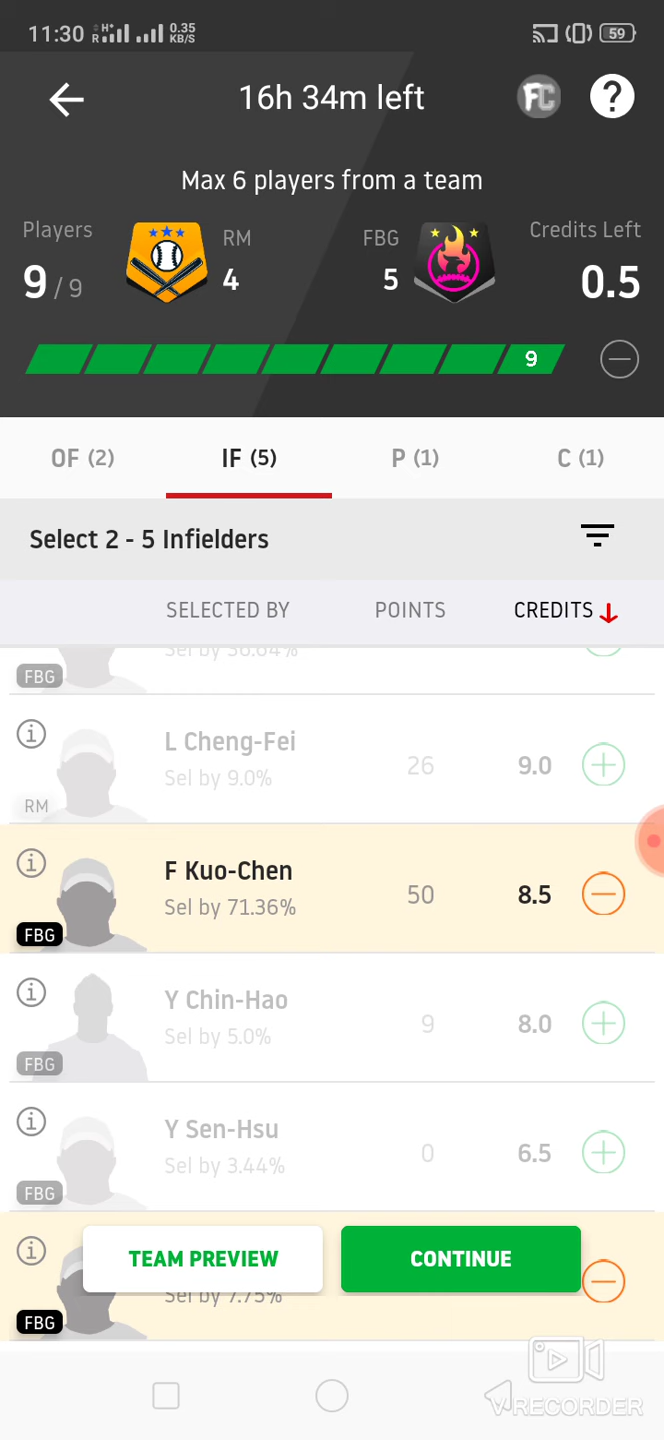 11:30 R H+ 0.35 KB/S 59
16h 34m left FC ?
Max 6 players from a team
Players RM FBG Credits Left
9 / 9 4 5 0.5
9
OF (2) IF (5) P (1) C (1)
Select 2 - 5 Infielders
SELECTED BY POINTS CREDITS
Sel by 36.64%
FBG
L Cheng-Fei
Sel by 9.0% 26 9.0
RM
F Kuo-Chen
Sel by 71.36% 50 8.5
FBG
Y Chin-Hao
Sel by 5.0% 9 8.0
FBG
Y Sen-Hsu
Sel by 3.44% 0 6.5
FBG
TEAM PREVIEW CONTINUE
Sel by 7.75%
FBG
V RECORDER